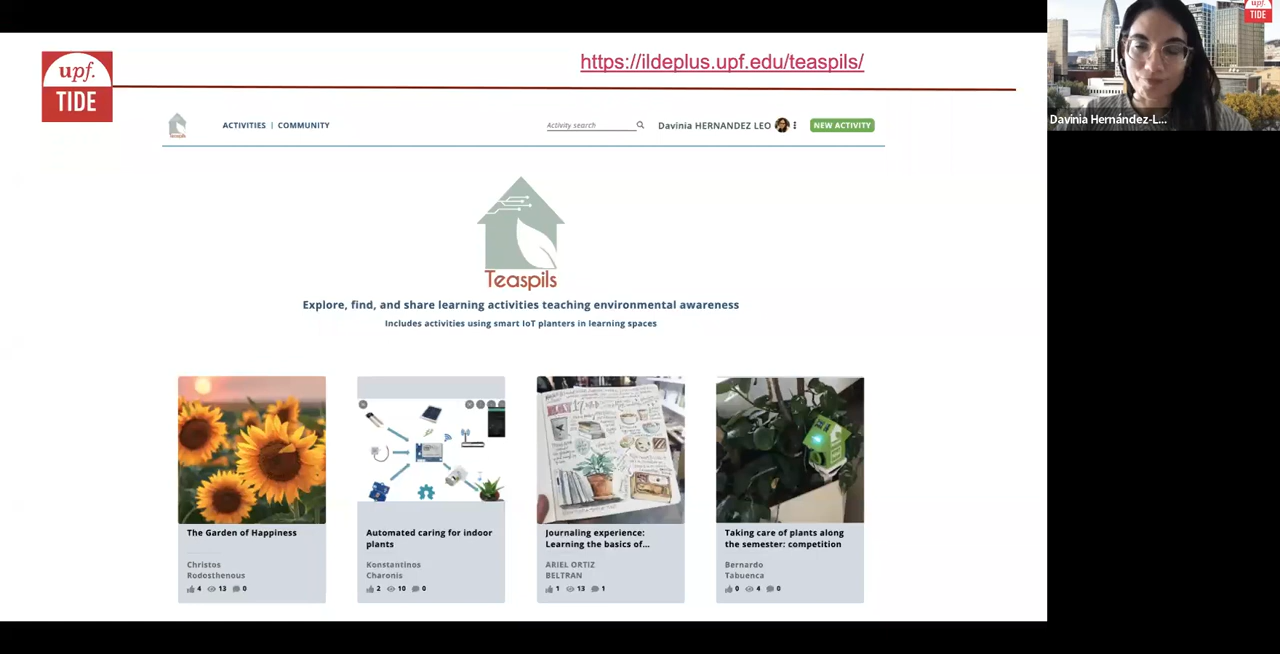 upf.
TIDE
https://ildeplus.upf.edu/teaspils/
upf.
TIDE
Davinia Hernández-L...
Teaspils
ACTIVITIES | COMMUNITY
Activity search
Davinia HERNANDEZ LEO
NEW ACTIVITY
Teaspils
Explore, find, and share learning activities teaching environmental awareness
Includes activities using smart IoT planters in learning spaces
The Garden of Happiness
Christos
Rodosthenous
4 13 0
Automated caring for indoor
plants
Konstantinos
Charonis
2 10 0
MAY
Journaling experience:
Learning the basics of...
ARIEL ORTIZ
BELTRAN
1 13 1
Taking care of plants along
the semester: competition
Bernardo
Tabuenca
0 4 0